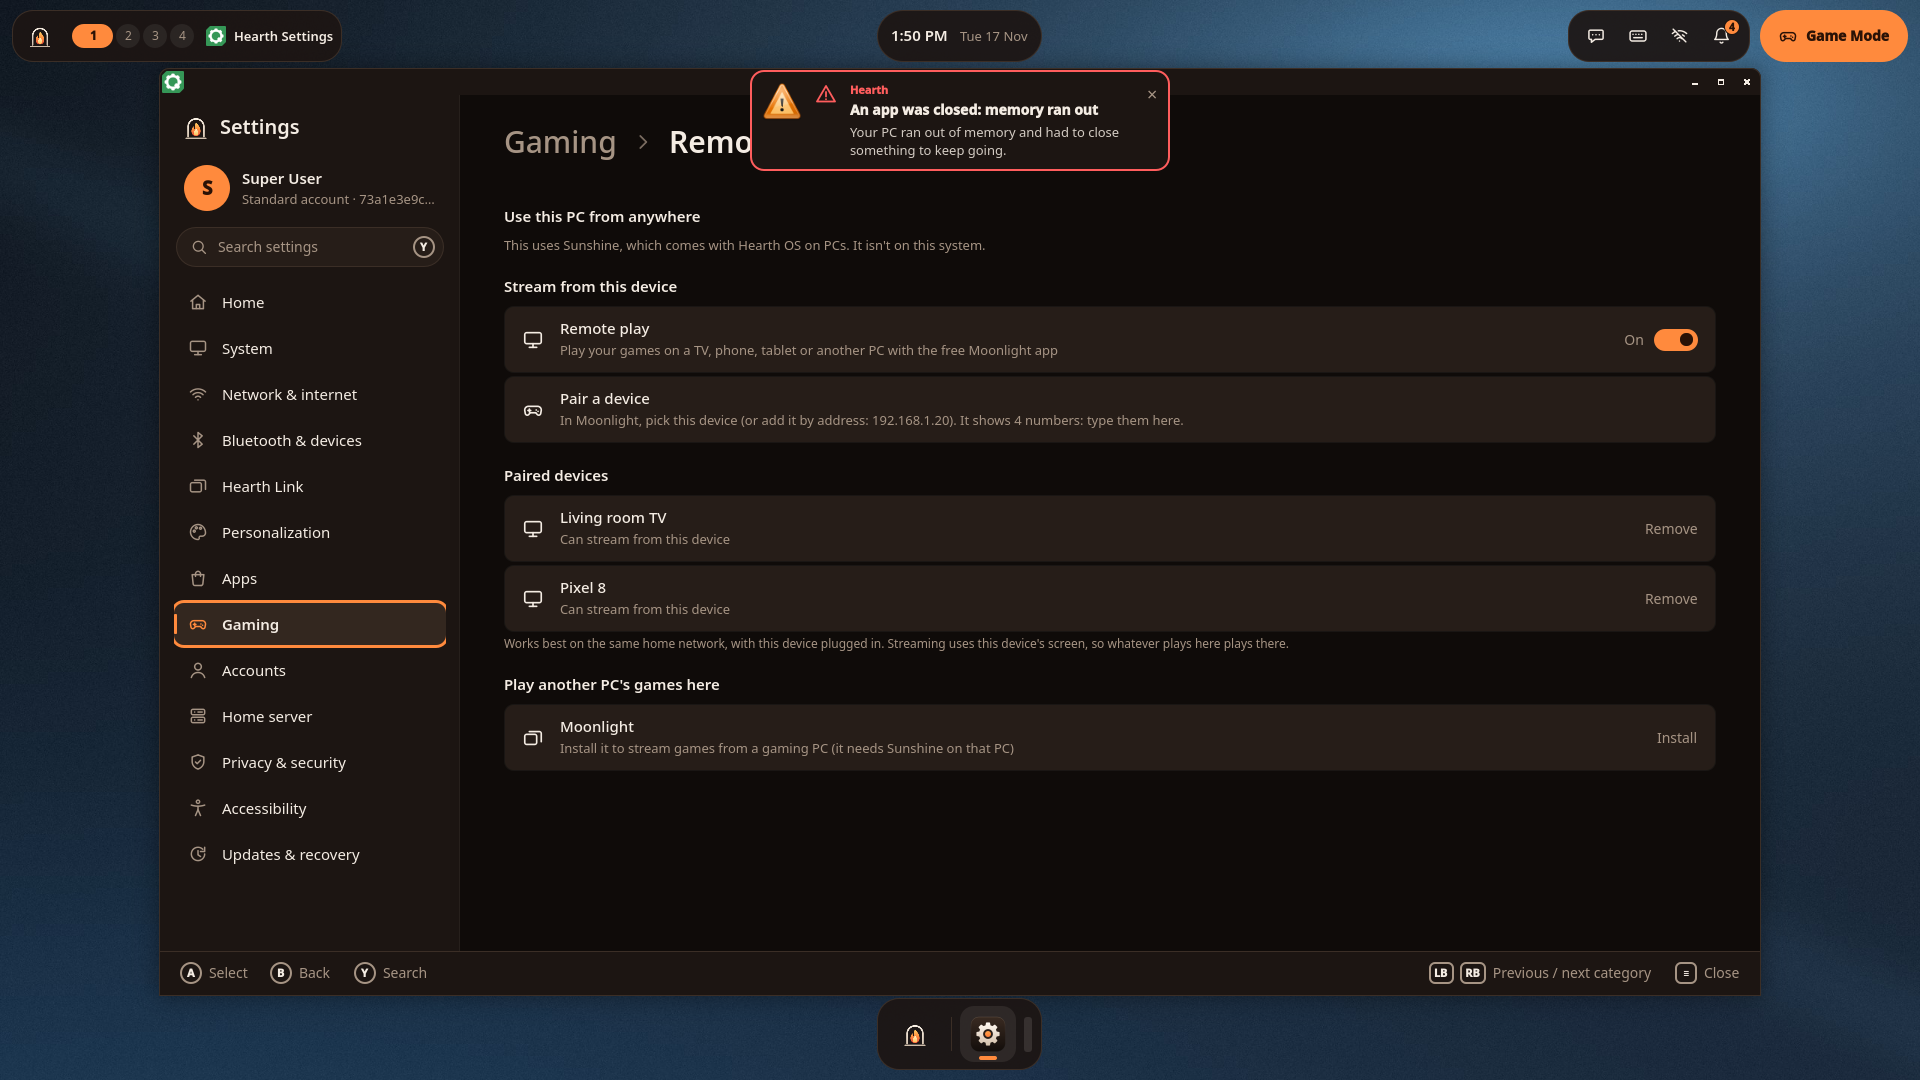 1 2 3 4 Hearth Settings
1:50 PM Tue 17 Nov
4
Game Mode
Hearth
An app was closed: memory ran out
Your PC ran out of memory and had to close
something to keep going.
Settings
S
Super User
Standard account · 73a1e3e9c...
Search settings Y
Home
System
Network & internet
Bluetooth & devices
Hearth Link
Personalization
Apps
Gaming
Accounts
Home server
Privacy & security
Accessibility
Updates & recovery
Gaming > Remo
Use this PC from anywhere
This uses Sunshine, which comes with Hearth OS on PCs. It isn't on this system.
Stream from this device
Remote play
Play your games on a TV, phone, tablet or another PC with the free Moonlight app
On
Pair a device
In Moonlight, pick this device (or add it by address: 192.168.1.20). It shows 4 numbers: type them here.
Paired devices
Living room TV
Can stream from this device
Remove
Pixel 8
Can stream from this device
Remove
Works best on the same home network, with this device plugged in. Streaming uses this device's screen, so whatever plays here plays there.
Play another PC's games here
Moonlight
Install it to stream games from a gaming PC (it needs Sunshine on that PC)
Install
A Select B Back Y Search
LB RB Previous / next category ≡ Close